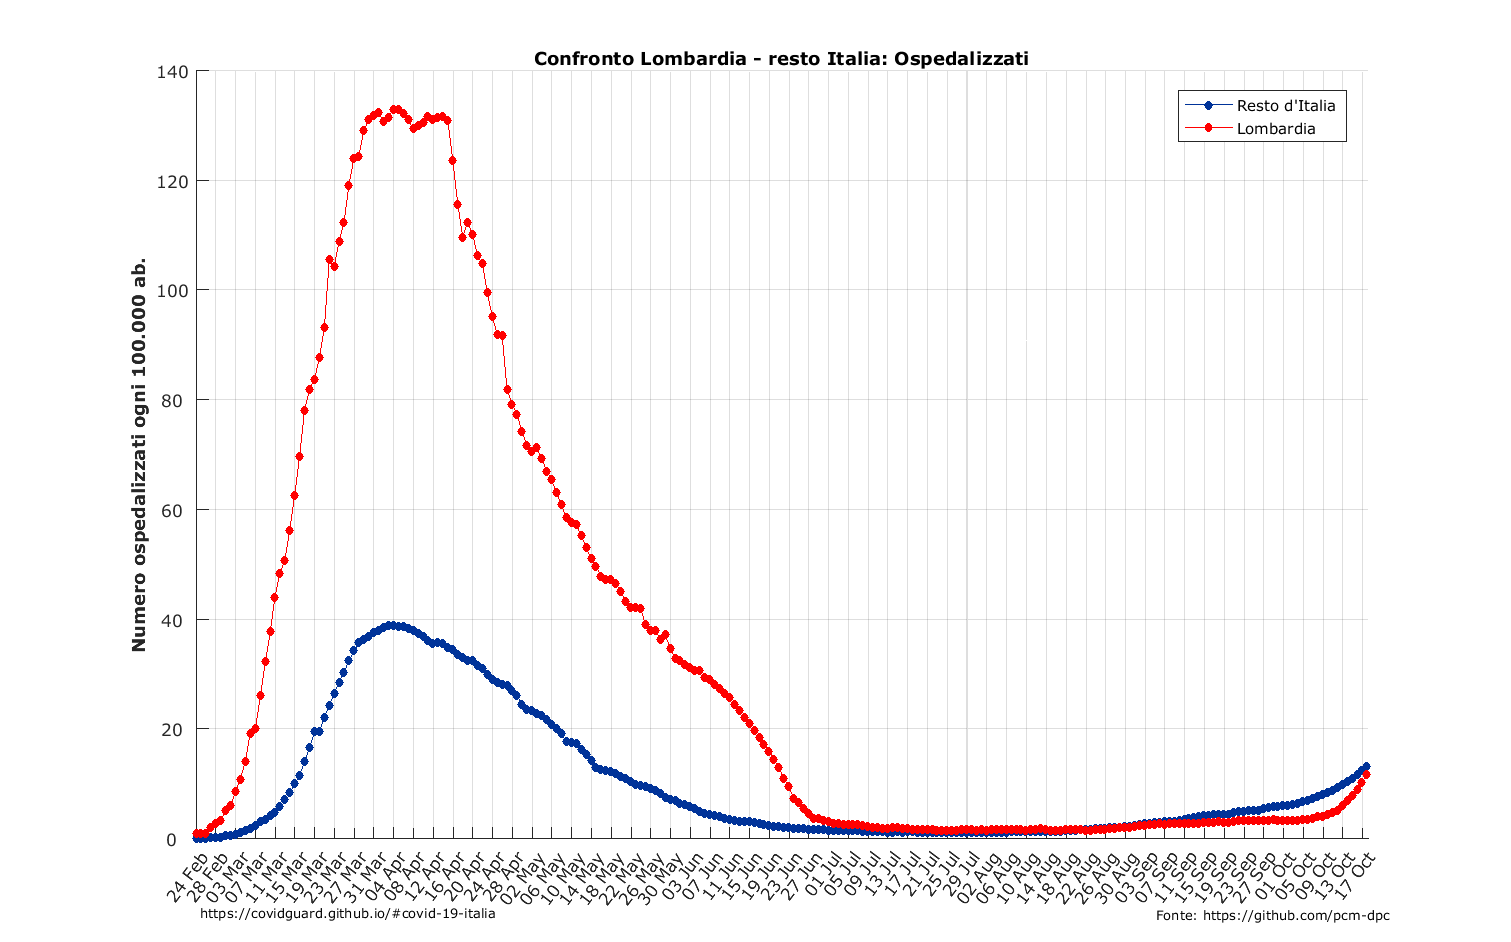 Confronto Lombardia - resto Italia: Ospedalizzati
Resto d'Italia
Lombardia
Numero ospedalizzati ogni 100.000 ab.
140
120
100
80
60
40
20
0
24 Feb
28 Feb
03 Mar
07 Mar
11 Mar
15 Mar
19 Mar
23 Mar
27 Mar
31 Mar
04 Apr
08 Apr
12 Apr
16 Apr
20 Apr
24 Apr
28 Apr
02 May
06 May
10 May
14 May
18 May
22 May
26 May
30 May
03 Jun
07 Jun
11 Jun
15 Jun
19 Jun
23 Jun
27 Jun
01 Jul
05 Jul
09 Jul
13 Jul
17 Jul
21 Jul
25 Jul
29 Jul
02 Aug
06 Aug
10 Aug
14 Aug
18 Aug
22 Aug
26 Aug
30 Aug
03 Sep
07 Sep
11 Sep
15 Sep
19 Sep
23 Sep
27 Sep
01 Oct
05 Oct
09 Oct
13 Oct
17 Oct
https://covidguard.github.io/#covid-19-italia
Fonte: https://github.com/pcm-dpc